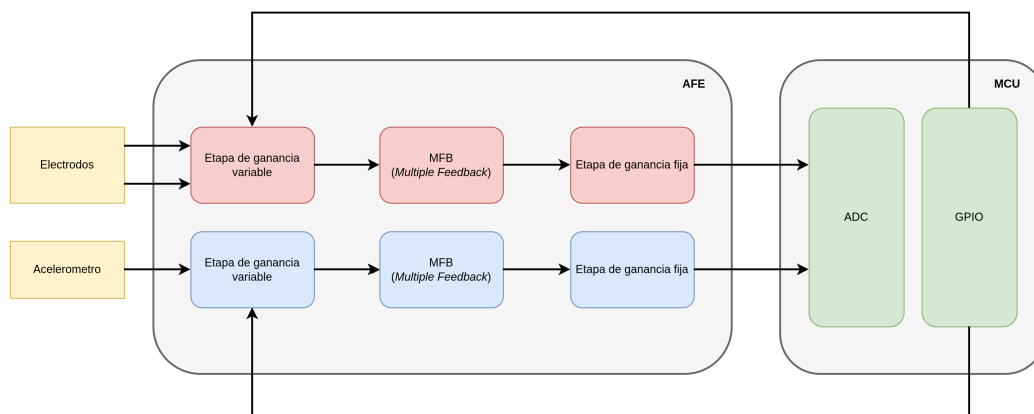 AFE
MCU
Electrodos
Etapa de ganancia
variable
MFB
(Multiple Feedback)
Etapa de ganancia fija
ADC
GPIO
Acelerometro
Etapa de ganancia
variable
MFB
(Multiple Feedback)
Etapa de ganancia fija